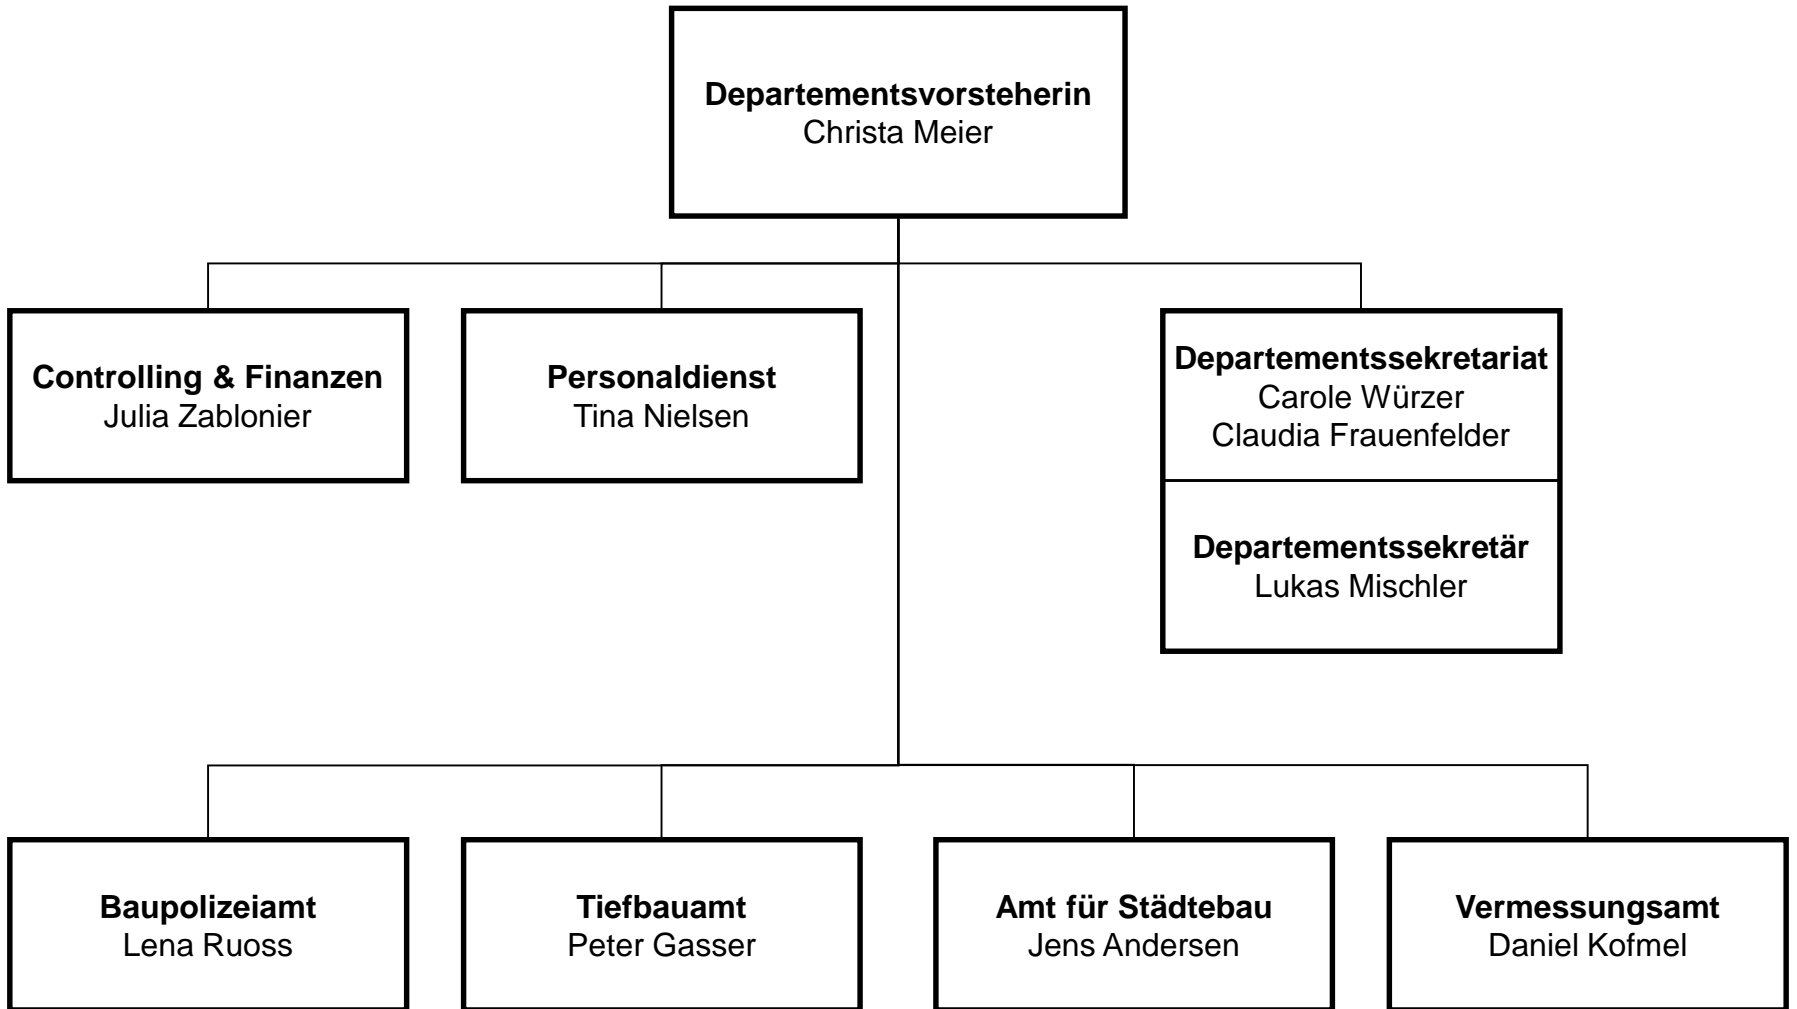 Departementsvorsteherin
Christa Meier
Controlling & Finanzen
Julia Zablonier
Personaldienst
Tina Nielsen
Departementssekretariat
Carole Würzer
Claudia Frauenfelder
Departementssekretär
Lukas Mischler
Baupolizeiamt
Lena Ruoss
Tiefbauamt
Peter Gasser
Amt für Städtebau
Jens Andersen
Vermessungsamt
Daniel Kofmel